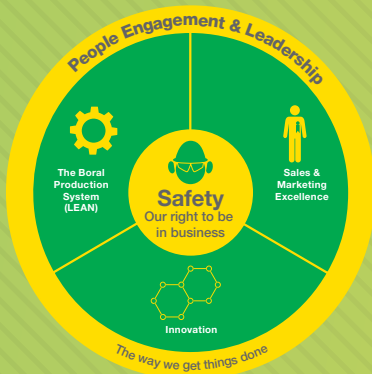 People Engagement & Leadership
The Boral
Production
System
(LEAN)
Sales &
Marketing
Excellence
Safety
Our right to be
in business
Innovation
The way we get things done